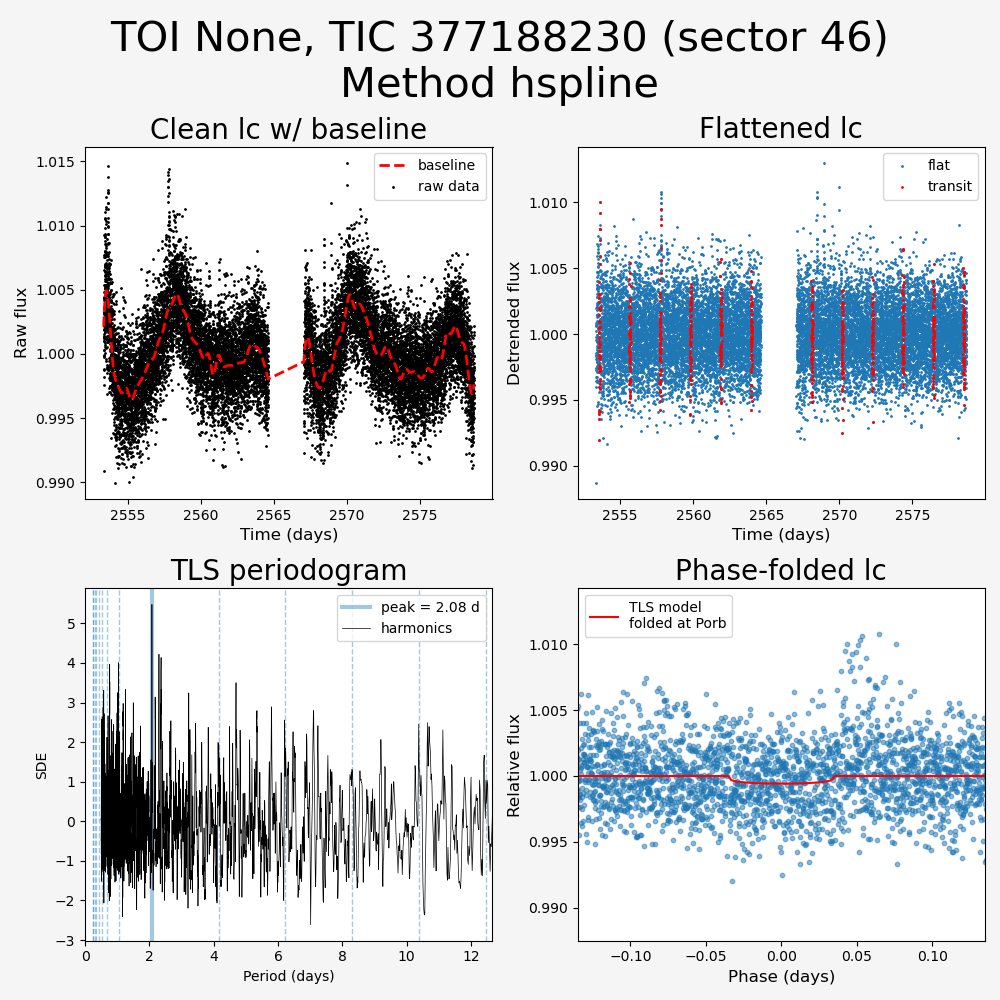 TOI None, TIC 377188230 (sector 46)
Method hspline
Clean lc w/ baseline
baseline
raw data
1.015
1.010
1.005
1.000
0.995
0.990
Raw flux
2555 2560 2565 2570 2575
Time (days)
Flattened lc
flat
transit
1.010
1.005
1.000
0.995
0.990
Detrended flux
2555 2560 2565 2570 2575
Time (days)
TLS periodogram
peak = 2.08 d
harmonics
5
4
3
2
1
0
−1
−2
−3
SDE
0 2 4 6 8 10 12
Period (days)
Phase-folded lc
TLS model
folded at Porb
1.010
1.005
1.000
0.995
0.990
Relative flux
−0.10 −0.05 0.00 0.05 0.10
Phase (days)